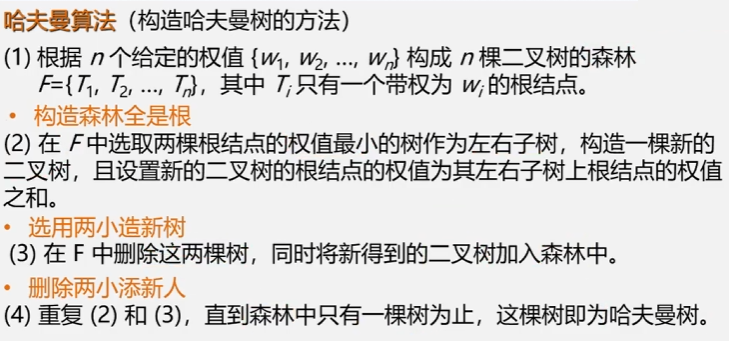 哈夫曼算法（构造哈夫曼树的方法）
(1) 根据 n 个给定的权值 {w₁, w₂, ..., wₙ} 构成 n 棵二叉树的森林
F={T₁, T₂, ..., Tₙ}，其中 Tᵢ 只有一个带权为 wᵢ 的根结点。
• 构造森林全是根
(2) 在 F 中选取两棵根结点的权值最小的树作为左右子树，构造一棵新的
二叉树，且设置新的二叉树的根结点的权值为其左右子树上根结点的权值
之和。
• 选用两小造新树
(3) 在 F 中删除这两棵树，同时将新得到的二叉树加入森林中。
• 删除两小添新人
(4) 重复 (2) 和 (3)，直到森林中只有一棵树为止，这棵树即为哈夫曼树。